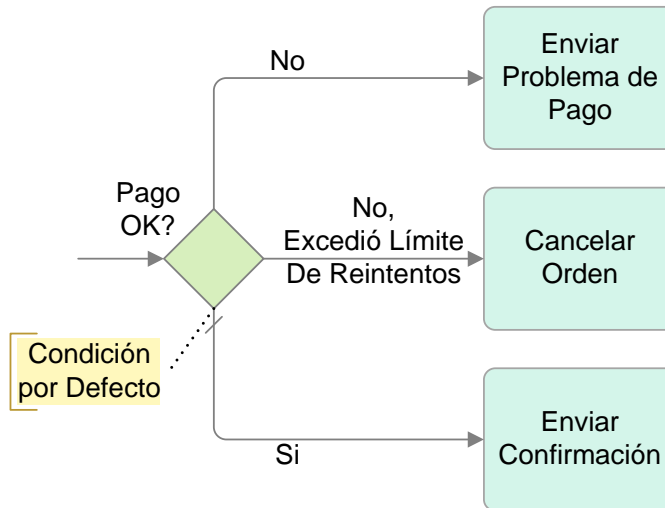 No
Enviar
Problema de
Pago
Pago
OK?
No,
Excedió Límite
De Reintentos
Cancelar
Orden
Condición
por Defecto
Si
Enviar
Confirmación